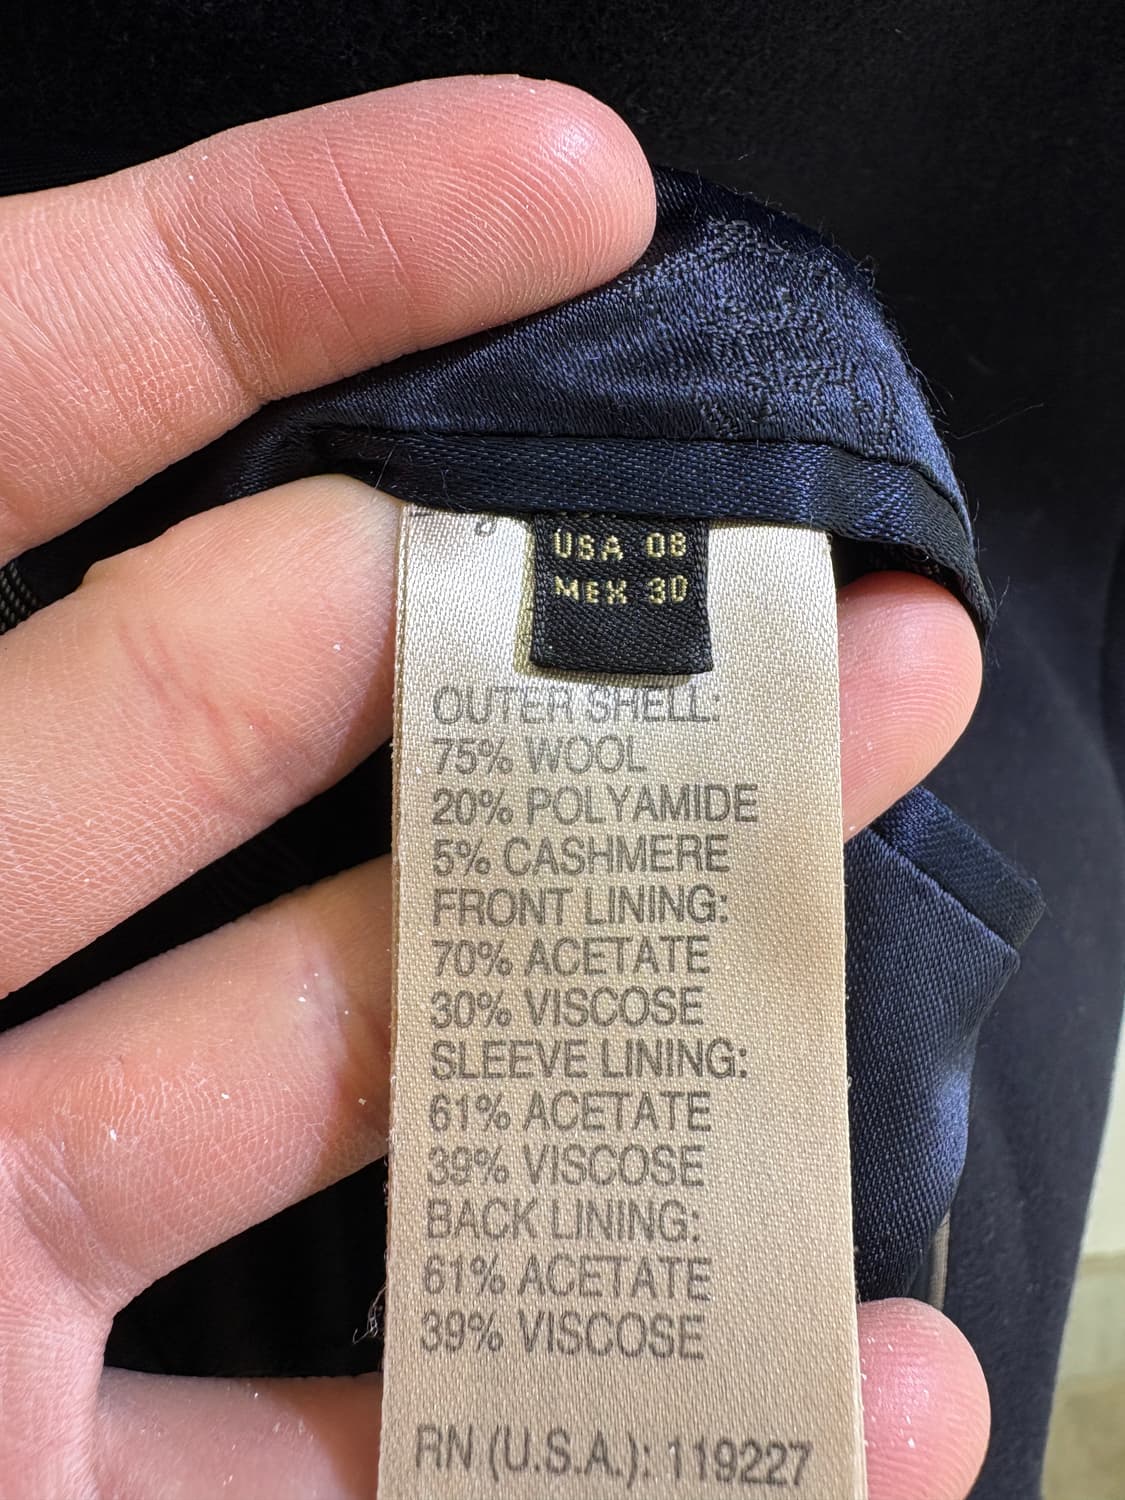 USA 08
MEX 30
OUTER SHELL:
75% WOOL
20% POLYAMIDE
5% CASHMERE
FRONT LINING:
70% ACETATE
30% VISCOSE
SLEEVE LINING:
61% ACETATE
39% VISCOSE
BACK LINING:
61% ACETATE
39% VISCOSE
RN (U.S.A.): 119227